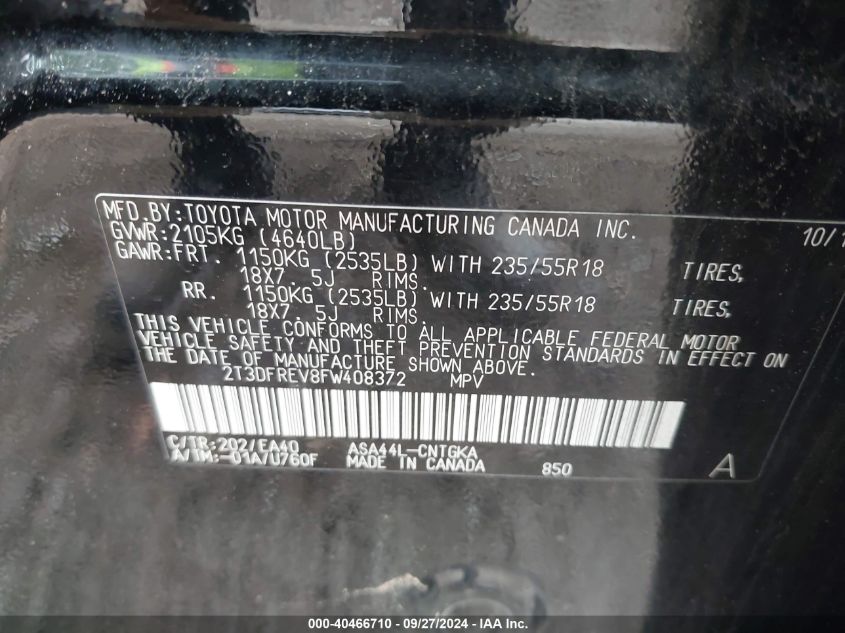 MFD.BY:TOYOTA MOTOR MANUFACTURING CANADA INC. 10/1
GVWR:2105KG (4640LB)
GAWR:FRT. 1150KG (2535LB) WITH 235/55R18 TIRES,
18X7.5J RIMS.
RR. 1150KG (2535LB) WITH 235/55R18 TIRES,
18X7.5J RIMS.
THIS VEHICLE CONFORMS TO ALL APPLICABLE FEDERAL MOTOR
VEHICLE SAFETY AND THEFT PREVENTION STANDARDS IN EFFECT ON
THE DATE OF MANUFACTURE SHOWN ABOVE.
2T3DFREV8FW408372 MPV
C/TR:202/EA40 ASA44L-CNTGKA
A/TM:-01A/U760F MADE IN CANADA 850 A
000-40466710 - 09/27/2024 - IAA Inc.